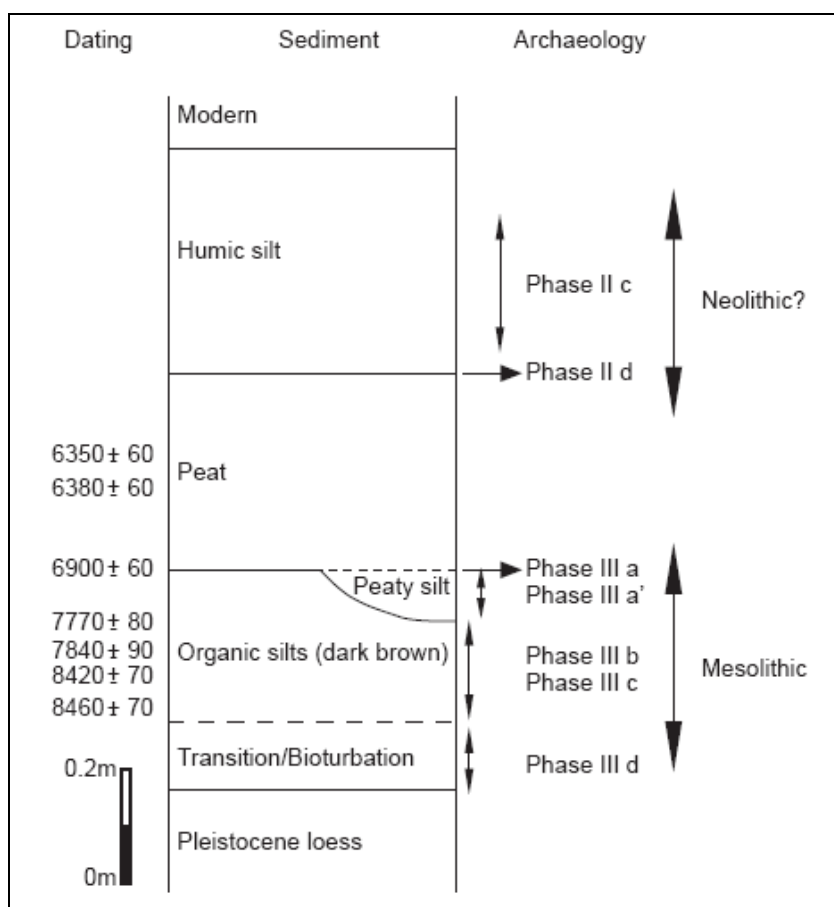 Dating Sediment Archaeology
Modern
Humic silt
Phase II c
Neolithic?
Phase II d
6350 ± 60
Peat
6380 ± 60
6900 ± 60
Phase III a
Peaty silt
Phase III a’
7770 ± 80
7840 ± 90
Organic silts (dark brown)
Phase III b
8420 ± 70
Phase III c
Mesolithic
8460 ± 70
Transition/Bioturbation
Phase III d
0.2m
Pleistocene loess
0m